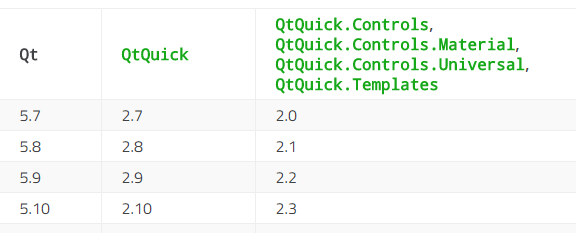 Qt QtQuick QtQuick.Controls,
QtQuick.Controls.Material,
QtQuick.Controls.Universal,
QtQuick.Templates
5.7 2.7 2.0
5.8 2.8 2.1
5.9 2.9 2.2
5.10 2.10 2.3